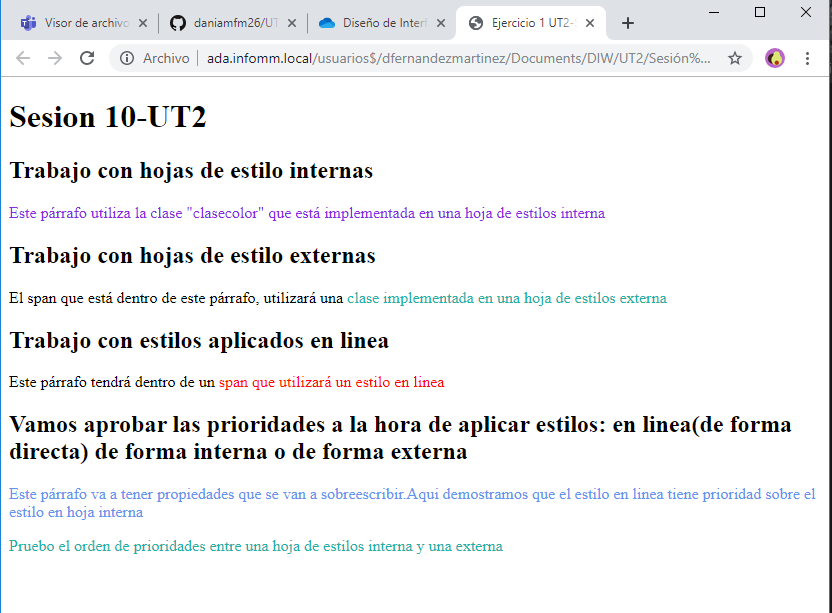 Visor de archivo
daniamfm26/UT
Diseño de Interf
Ejercicio 1 UT2-
Archivo
ada.infomm.local/usuarios$/dfernandezmartinez/Documents/DIW/UT2/Sesión%...
Sesion 10-UT2
Trabajo con hojas de estilo internas
Este párrafo utiliza la clase "clasecolor" que está implementada en una hoja de estilos interna
Trabajo con hojas de estilo externas
El span que está dentro de este párrafo, utilizará una clase implementada en una hoja de estilos externa
Trabajo con estilos aplicados en linea
Este párrafo tendrá dentro de un span que utilizará un estilo en linea
Vamos aprobar las prioridades a la hora de aplicar estilos: en linea(de forma
directa) de forma interna o de forma externa
Este párrafo va a tener propiedades que se van a sobreescribir.Aqui demostramos que el estilo en linea tiene prioridad sobre el
estilo en hoja interna
Pruebo el orden de prioridades entre una hoja de estilos interna y una externa